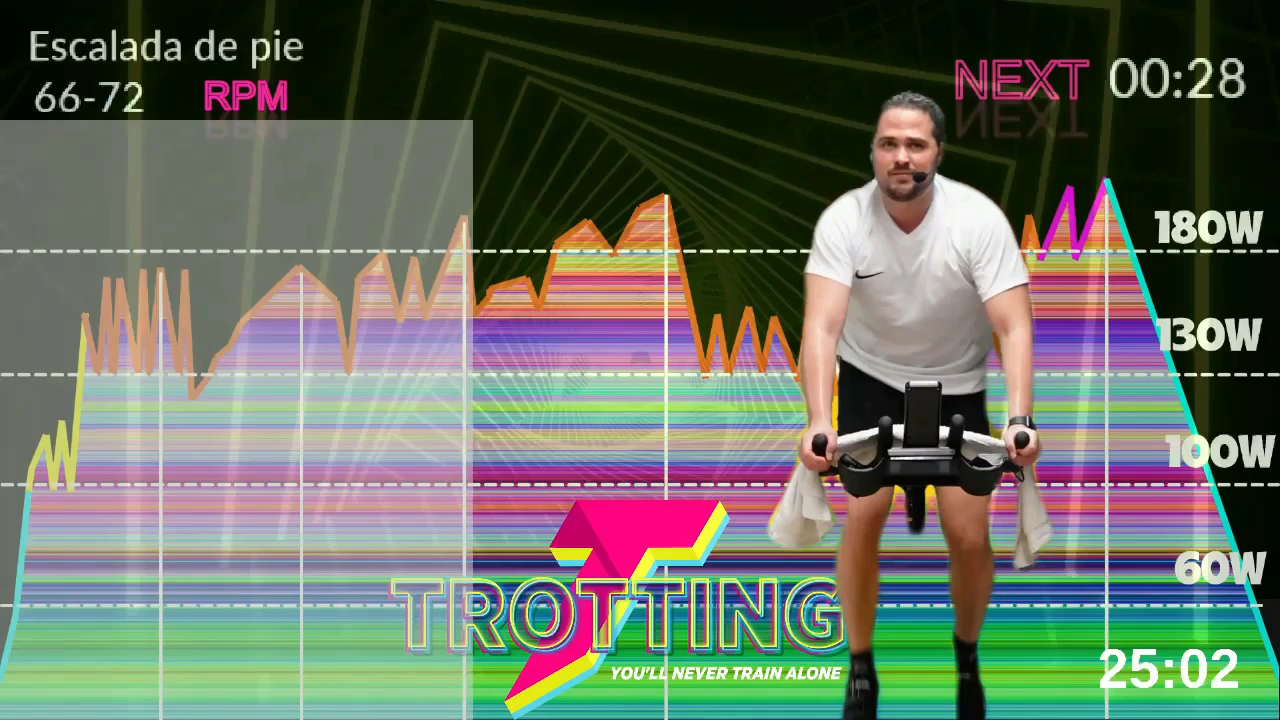 Escalada de pie
66-72 RPM
NEXT 00:28
180W
130W
100W
60W
TROTTING
YOU'LL NEVER TRAIN ALONE
25:02